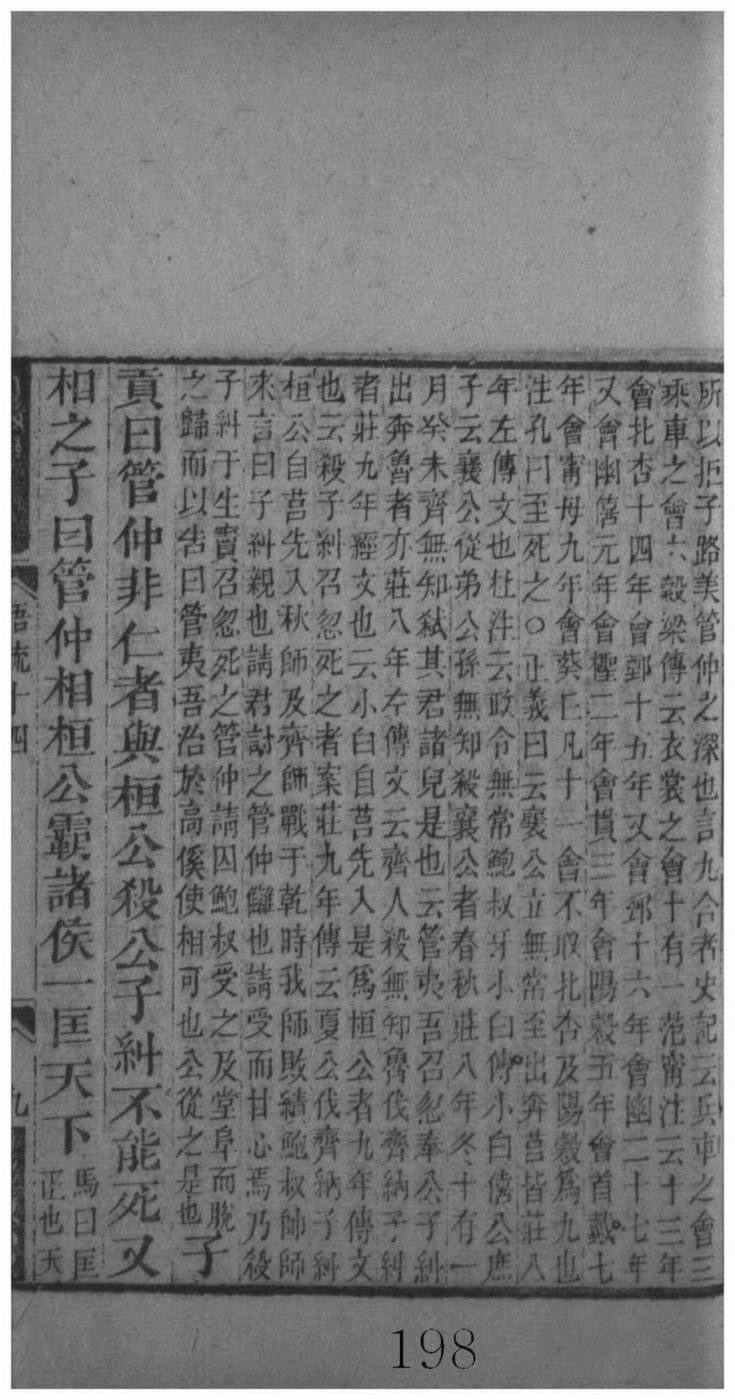 所以拒子路美管仲之深也言九合者史記云兵車之會三
乘車之會六穀梁傳云衣裳之會十有一范甯注云十三年
會北杏十四年會鄄十五年又會鄄十六年會幽二十七年
又會幽僖元年會檉二年會貫三年會陽穀五年會首戴七
年會甯母九年會葵丘凡十一會不取北杏及陽穀爲九也
注孔曰至死之○正義曰云襄公立無常至出奔莒皆莊八
年左傳文也杜注云政令無常鮑叔牙小白傅小白僖公庶
子云襄公從弟公孫無知殺襄公者春秋莊八年冬十有一
月癸未齊無知弑其君諸兒是也云管夷吾召忽奉公子糾
出奔魯者亦莊八年左傳文云齊人殺無知魯伐齊納子糾
者莊九年經文也云小白自莒先入是爲桓公者九年傳文
也云殺子糾召忽死之者案莊九年傳云夏公伐齊納子糾
桓公自莒先入秋師及齊師戰于乾時我師敗績鮑叔帥師
來言曰子糾親也請君討之管仲讎也請受而甘心焉乃殺
子糾于生竇召忽死之管仲請囚鮑叔受之及堂阜而脫
之歸而以告曰管夷吾治於高傒使相可也公從之是也子
貢曰管仲非仁者與桓公殺公子糾不能死又
相之子曰管仲相桓公霸諸侯一匡天下馬曰匡
正也天
吾疏十四
九
198